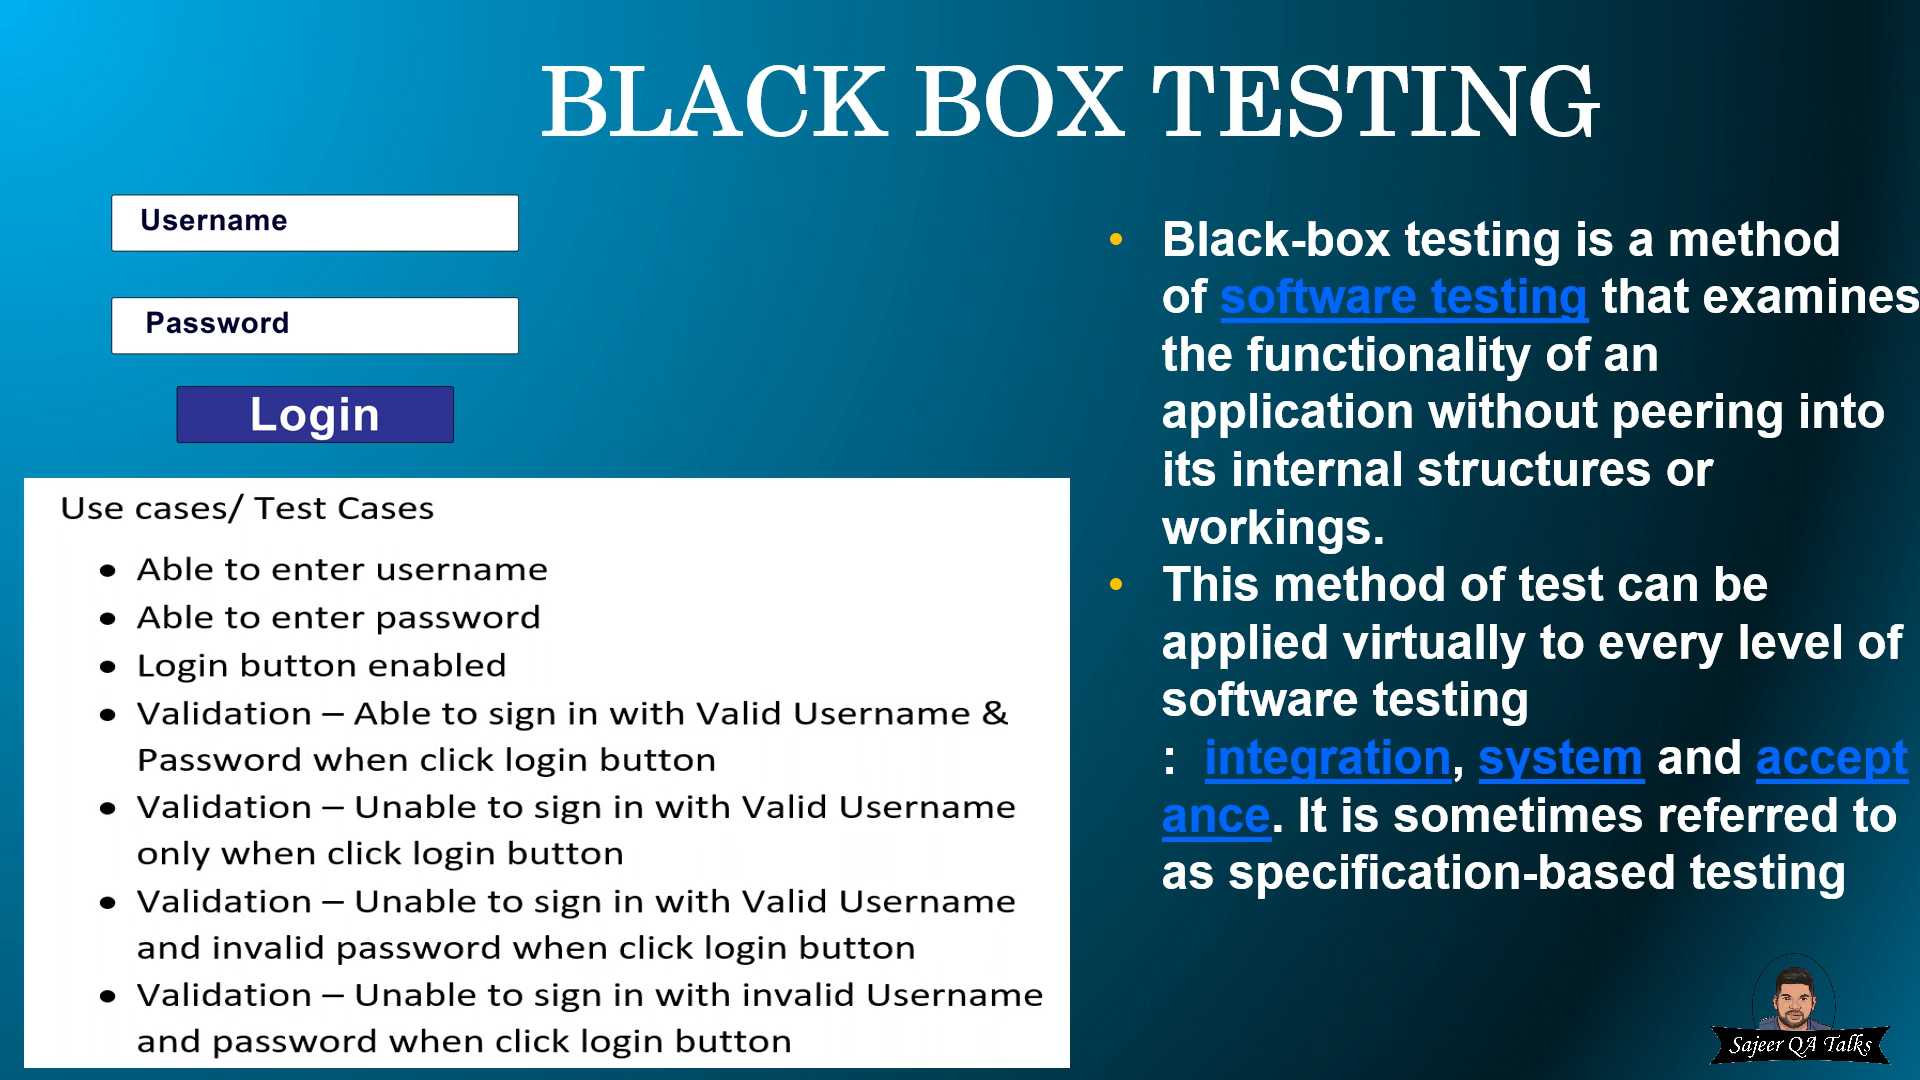 BLACK BOX TESTING
Username
Password
Login
Use cases/ Test Cases
• Able to enter username
• Able to enter password
• Login button enabled
• Validation – Able to sign in with Valid Username &
Password when click login button
• Validation – Unable to sign in with Valid Username
only when click login button
• Validation – Unable to sign in with Valid Username
and invalid password when click login button
• Validation – Unable to sign in with invalid Username
and password when click login button
• Black-box testing is a method
of software testing that examines
the functionality of an
application without peering into
its internal structures or
workings.
• This method of test can be
applied virtually to every level of
software testing
: integration, system and accept
ance. It is sometimes referred to
as specification-based testing
Sajeer QA Talks